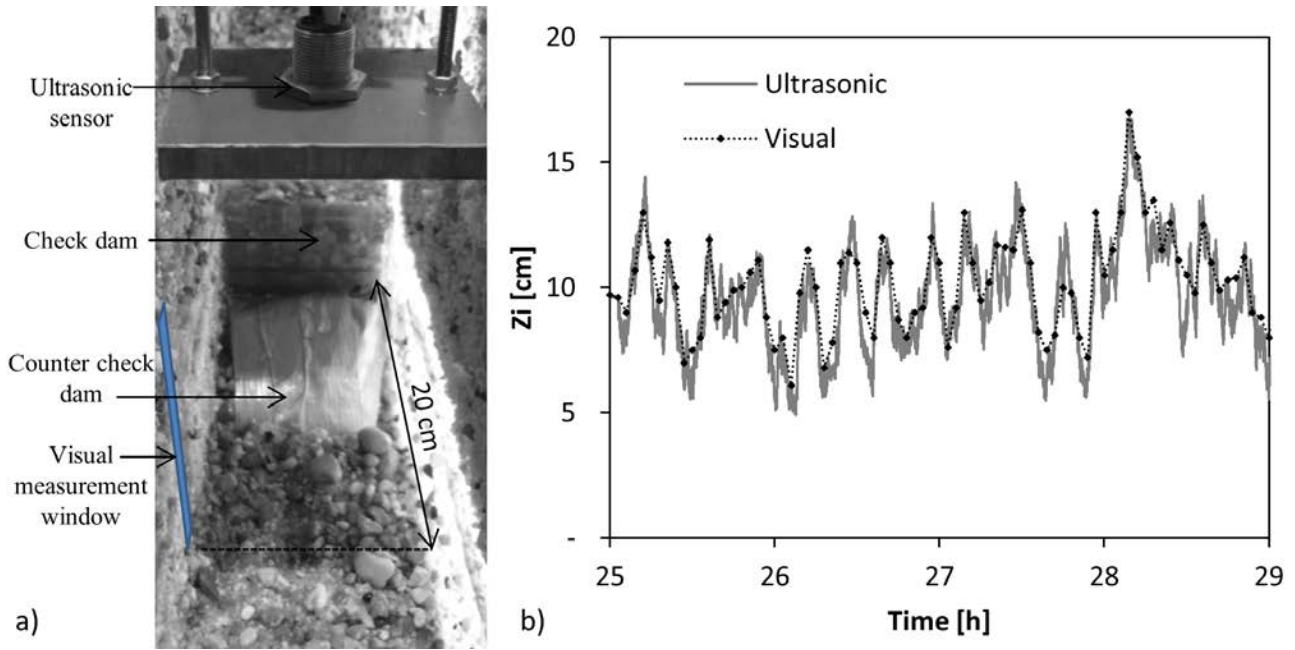 Ultrasonic
sensor
Check dam
Counter check
dam
Visual
measurement
window
20 cm
a)
20
15
10
5
-
Zi [cm]
Ultrasonic
Visual
25 26 27 28 29
Time [h]
b)